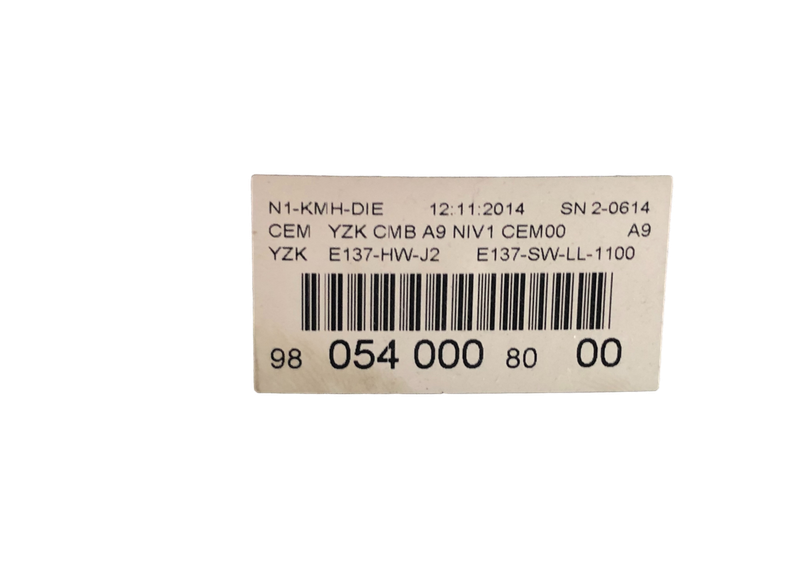 N1-KMH-DIE 12:11:2014 SN 2-0614
CEM YZK CMB A9 NIV1 CEM00 A9
YZK E137-HW-J2 E137-SW-LL-1100
98 054 000 80 00